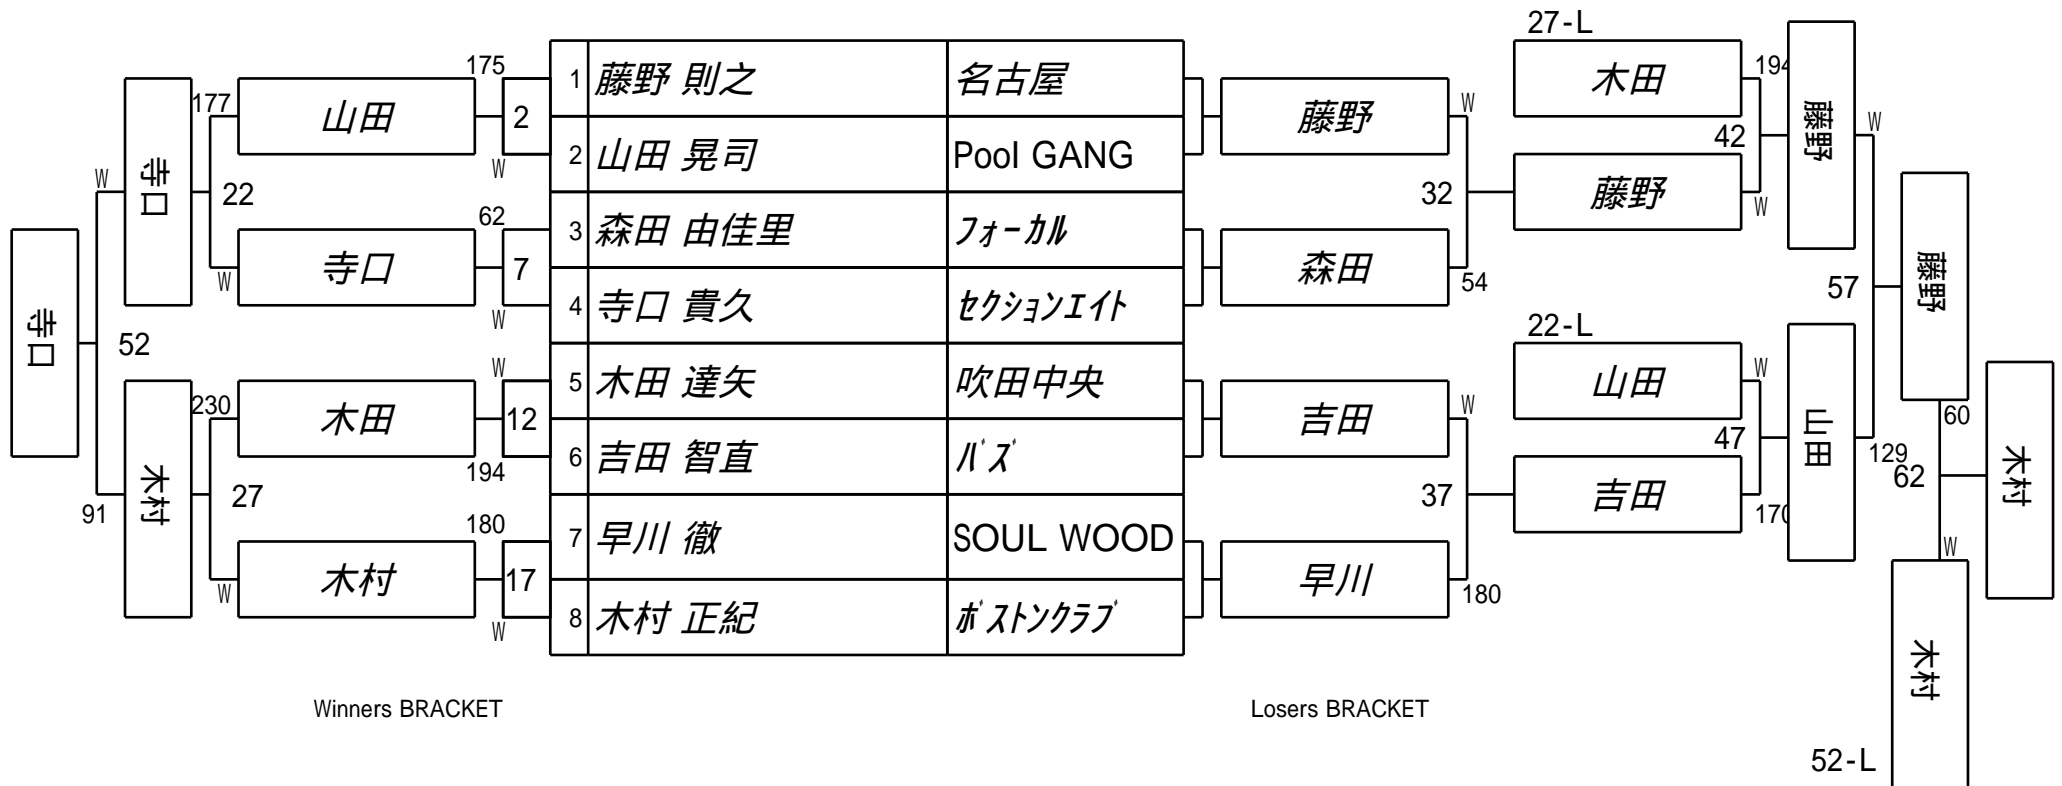 27-L
175
1 藤野 則之 名古屋
木田
194
177
山田
2
藤野
W
藤野
W
42
2 山田 晃司 Pool GANG
W
寺口
W
22
32
藤野
W
62
3 森田 由佳里 フォーカル
寺口
W
7
森田
54
藤野
4 寺口 貴久 セクションエイト
W
57
寺口
52
22-L
W
5 木田 達矢 吹田中央
山田
W
230
木田
12
吉田
W
山田
60
47
129
6 吉田 智直 バズ
194
木村
91
27
37
吉田
170
62
木村
180
7 早川 徹 SOUL WOOD
W
木村
W
17
早川
180
8 木村 正紀 ボストンクラブ
W
木村
Winners BRACKET
Losers BRACKET
52-L